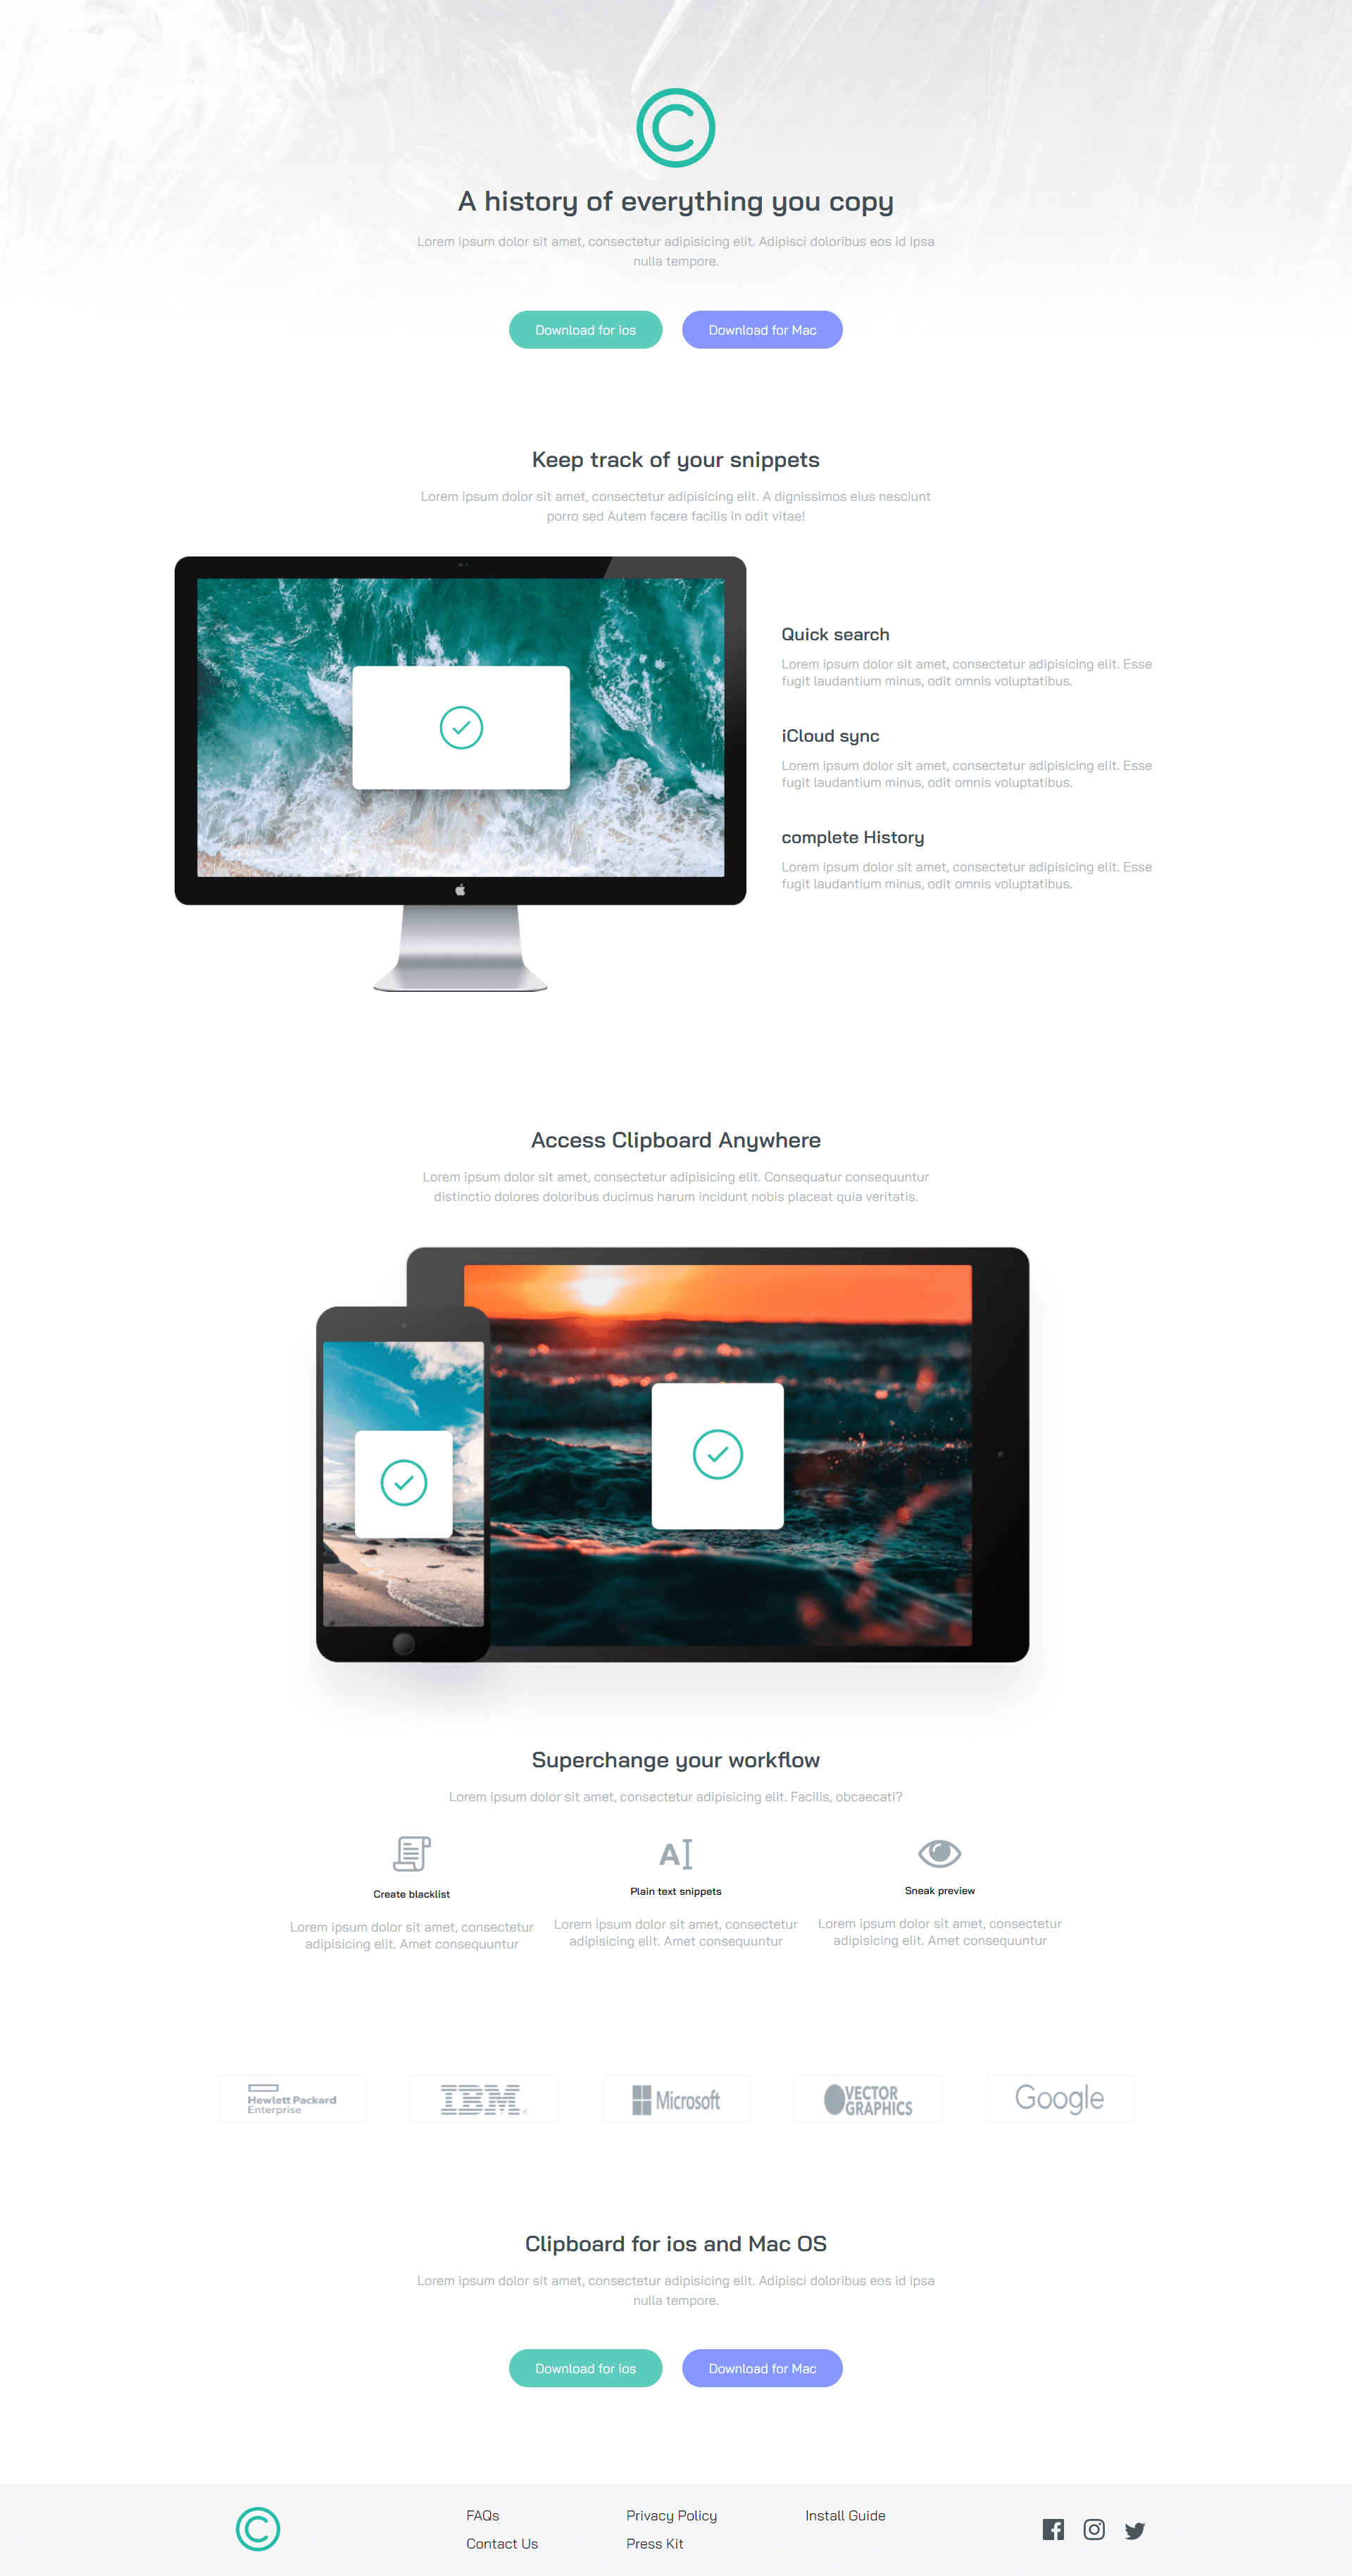 A history of everything you copy
Lorem ipsum dolor sit amet, consectetur adipisicing elit. Adipisci doloribus eos id ipsa
nulla tempore.
Download for ios
Download for Mac
Keep track of your snippets
Lorem ipsum dolor sit amet, consectetur adipisicing elit. A dignissimos eius nesciunt
porro sed Autem facere facilis in odit vitae!
Quick search
Lorem ipsum dolor sit amet, consectetur adipisicing elit. Esse
fugit laudantium minus, odit omnis voluptatibus.
iCloud sync
Lorem ipsum dolor sit amet, consectetur adipisicing elit. Esse
fugit laudantium minus, odit omnis voluptatibus.
complete History
Lorem ipsum dolor sit amet, consectetur adipisicing elit. Esse
fugit laudantium minus, odit omnis voluptatibus.
Access Clipboard Anywhere
Lorem ipsum dolor sit amet, consectetur adipisicing elit. Consequatur consequuntur
distinctio dolores doloribus ducimus harum incidunt nobis placeat quia veritatis.
Superchange your workflow
Lorem ipsum dolor sit amet, consectetur adipisicing elit. Facilis, obcaecati?
Create blacklist
Lorem ipsum dolor sit amet, consectetur
adipisicing elit. Amet consequuntur
Plain text snippets
Lorem ipsum dolor sit amet, consectetur
adipisicing elit. Amet consequuntur
Sneak preview
Lorem ipsum dolor sit amet, consectetur
adipisicing elit. Amet consequuntur
Hewlett Packard
Enterprise
IBM
Microsoft
VECTOR
GRAPHICS
Google
Clipboard for ios and Mac OS
Lorem ipsum dolor sit amet, consectetur adipisicing elit. Adipisci doloribus eos id ipsa
nulla tempore.
Download for ios
Download for Mac
FAQs
Contact Us
Privacy Policy
Press Kit
Install Guide